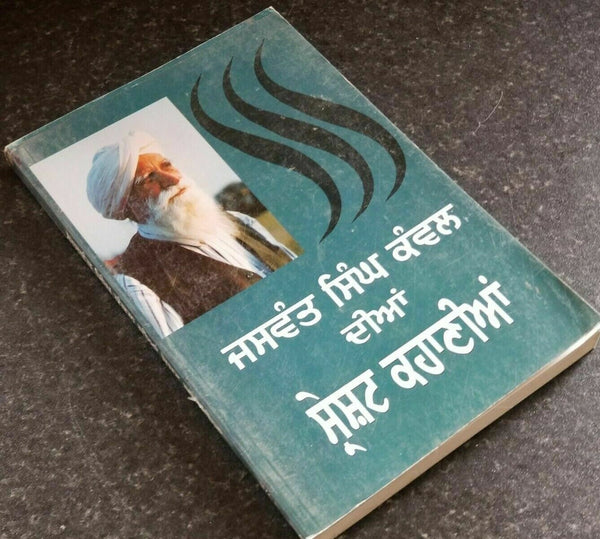 ਜਸਵੰਤ ਸਿੰਘ ਕੰਵਲ
ਦੀਆਂ
ਸ੍ਰੇਸ਼ਟ ਕਹਾਣੀਆਂ